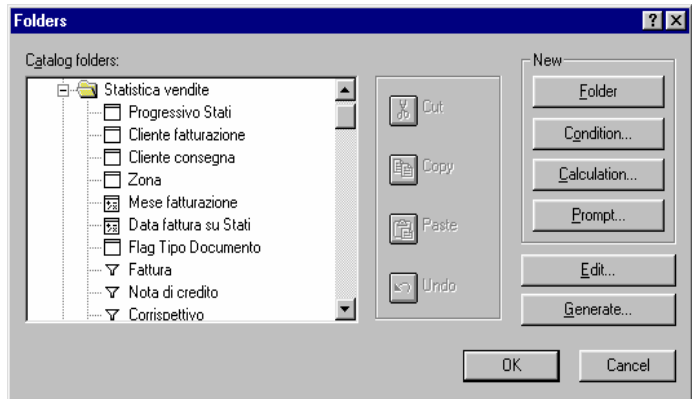 Folders
Catalog folders:
Statistica vendite
Progressivo Stati
Cliente fatturazione
Cliente consegna
Zona
Mese fatturazione
Data fattura su Stati
Flag Tipo Documento
Fattura
Nota di credito
Corrispettivo
Cut
Copy
Paste
Undo
New
Folder
Condition...
Calculation...
Prompt...
Edit...
Generate...
OK
Cancel